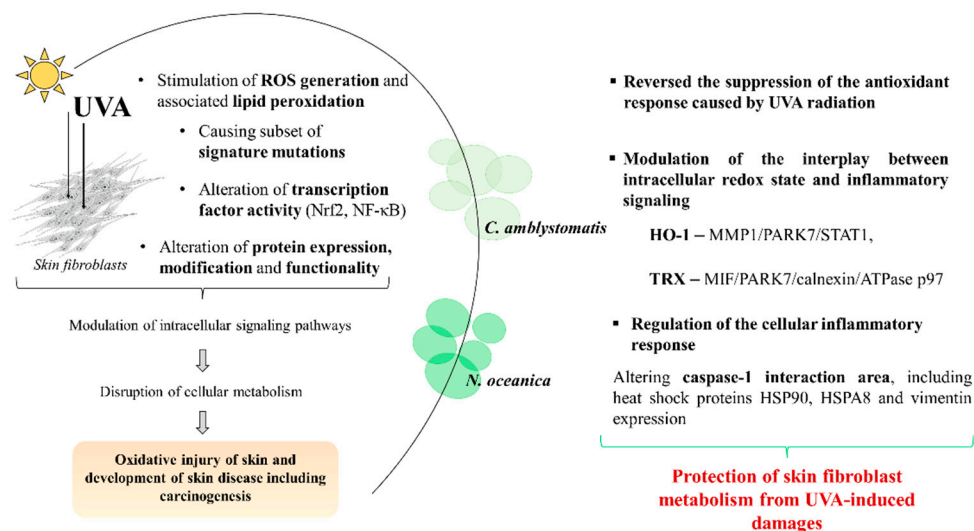 UVA
Skin fibroblasts
• Stimulation of ROS generation and
associated lipid peroxidation
• Causing subset of
signature mutations
• Alteration of transcription
factor activity (Nrf2, NF-κB)
• Alteration of protein expression,
modification and functionality
Modulation of intracellular signaling pathways
Disruption of cellular metabolism
Oxidative injury of skin and
development of skin disease including
carcinogenesis
C. amblystomatis
N. oceanica
▪ Reversed the suppression of the antioxidant
response caused by UVA radiation
▪ Modulation of the interplay between
intracellular redox state and inflammatory
signaling
HO-1 – MMP1/PARK7/STAT1,
TRX – MIF/PARK7/calnexin/ATPase p97
▪ Regulation of the cellular inflammatory
response
Altering caspase-1 interaction area, including
heat shock proteins HSP90, HSPA8 and vimentin
expression
Protection of skin fibroblast
metabolism from UVA-induced
damages